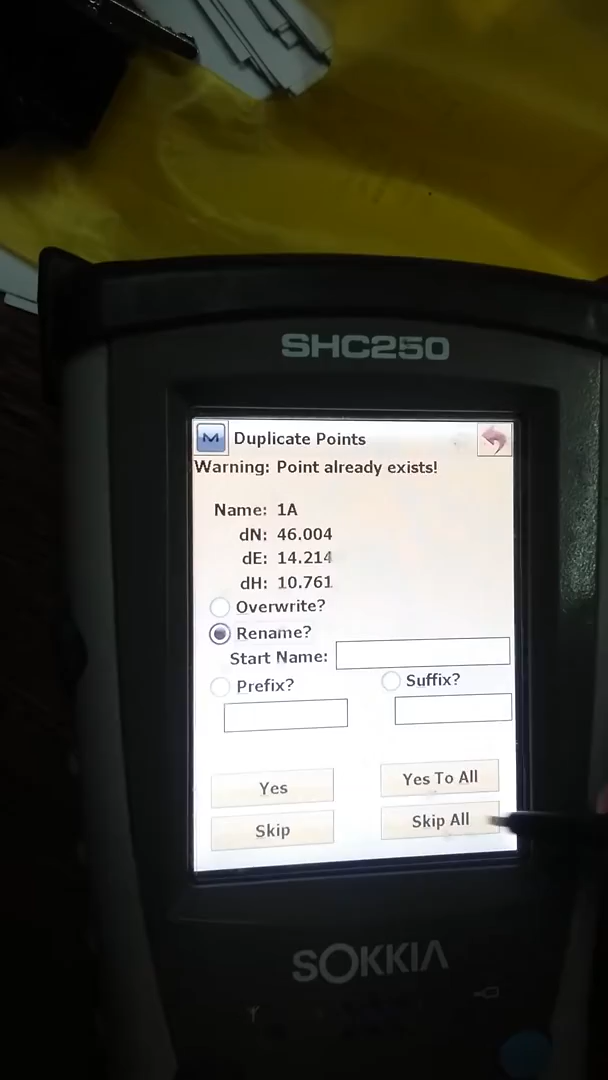 SHC250
Duplicate Points
Warning: Point already exists!
Name: 1A
dN: 46.004
dE: 14.214
dH: 10.761
Overwrite?
Rename?
Start Name:
Prefix? Suffix?
Yes Yes To All
Skip Skip All
SOKKIA